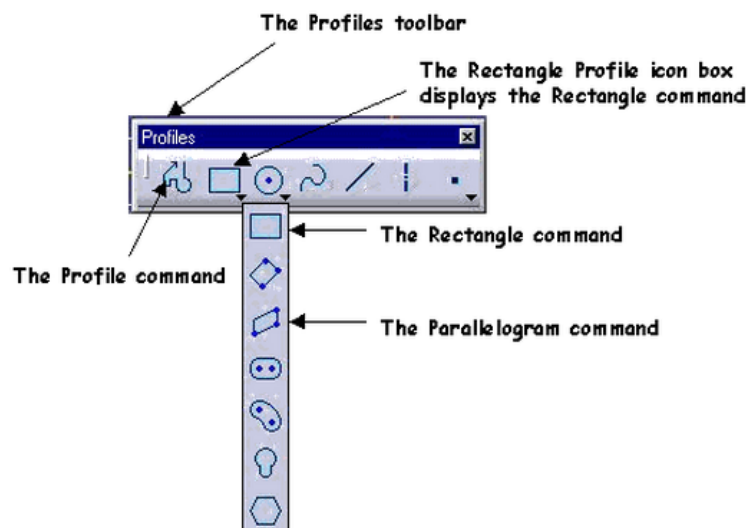 The Profiles toolbar
The Rectangle Profile icon box
displays the Rectangle command
Profiles
The Rectangle command
The Profile command
The Parallelogram command